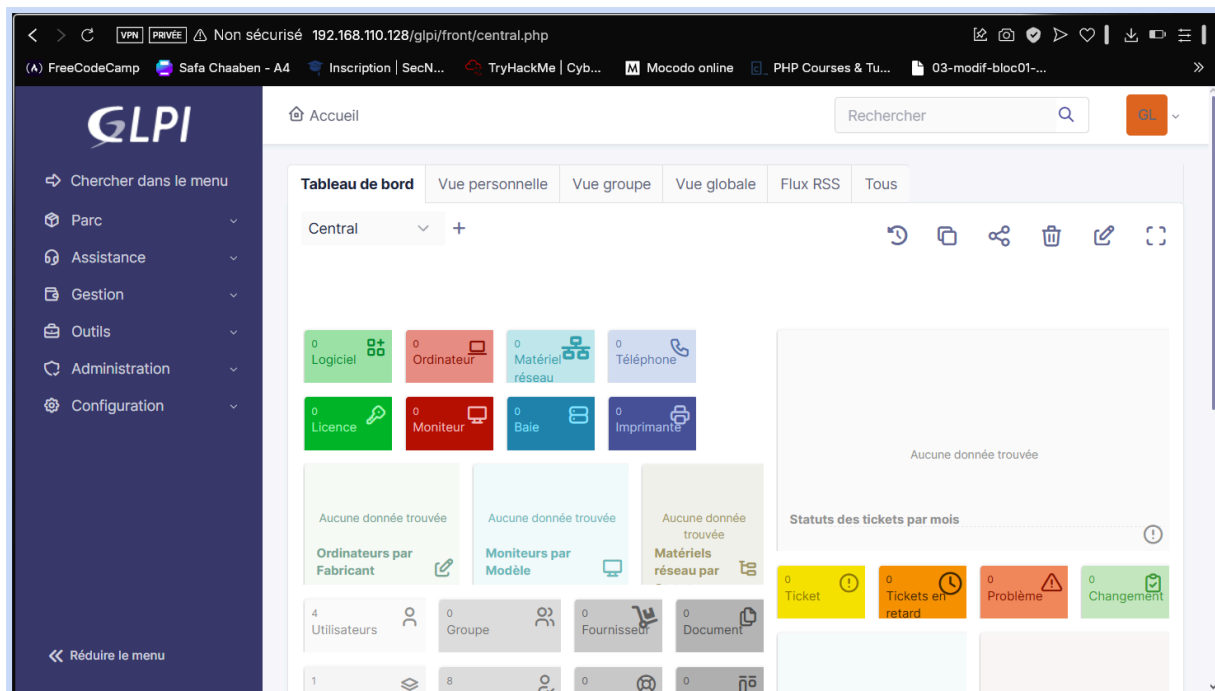 VPN PRIVÉE Non sécurisé 192.168.110.128/glpi/front/central.php
FreeCodeCamp Safa Chaaben - A4 Inscription | SecN... TryHackMe | Cyb... Mocodo online PHP Courses & Tu... 03-modif-bloc01-...
GLPI
Accueil
Rechercher
GL
Chercher dans le menu
Parc
Assistance
Gestion
Outils
Administration
Configuration
Réduire le menu
Tableau de bord Vue personnelle Vue groupe Vue globale Flux RSS Tous
Central
0
Logiciel
0
Ordinateur
0
Matériel
réseau
0
Téléphone
0
Licence
0
Moniteur
0
Baie
0
Imprimante
Aucune donnée trouvée
Ordinateurs par
Fabricant
Aucune donnée trouvée
Moniteurs par
Modèle
Aucune donnée
trouvée
Matériels
réseau par
4
Utilisateurs
0
Groupe
0
Fournisseur
0
Document
1
8
0
0
Aucune donnée trouvée
Statuts des tickets par mois
0
Ticket
0
Tickets en
retard
0
Problème
0
Changement